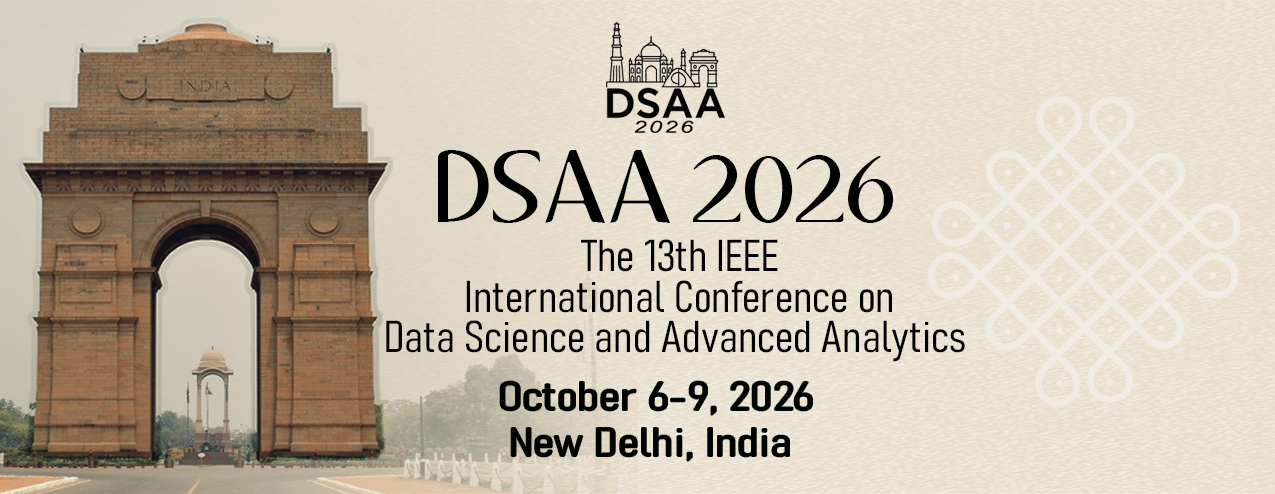 INDIA
DSAA
2026
DSAA 2026
The 13th IEEE
International Conference on
Data Science and Advanced Analytics
October 6-9, 2026
New Delhi, India